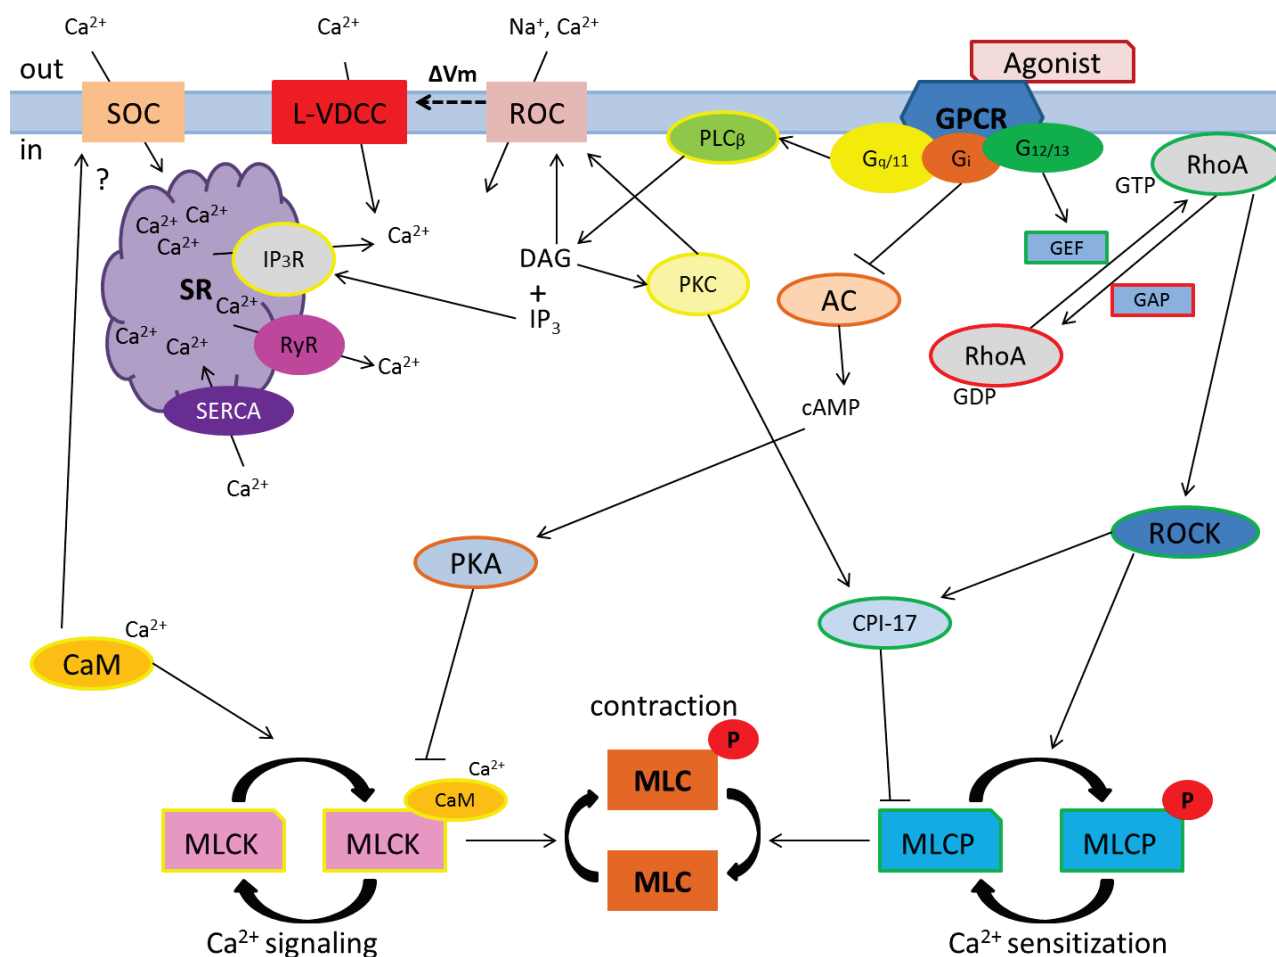 Ca²⁺
Ca²⁺
Na⁺, Ca²⁺
Agonist
out
ΔVm
SOC
L-VDCC
ROC
GPCR
in
PLCβ
Gq/11
Gi
G12/13
RhoA
GTP
?
Ca²⁺
Ca²⁺
Ca²⁺
IP₃R
Ca²⁺
GEF
DAG
+
IP₃
PKC
AC
GAP
SR
Ca²⁺
Ca²⁺
Ca²⁺
RyR
Ca²⁺
RhoA
GDP
SERCA
cAMP
Ca²⁺
PKA
ROCK
CPI-17
Ca²⁺
CaM
contraction
P
MLC
Ca²⁺
CaM
P
MLCK
MLCK
MLC
MLCP
MLCP
Ca²⁺ signaling
Ca²⁺ sensitization